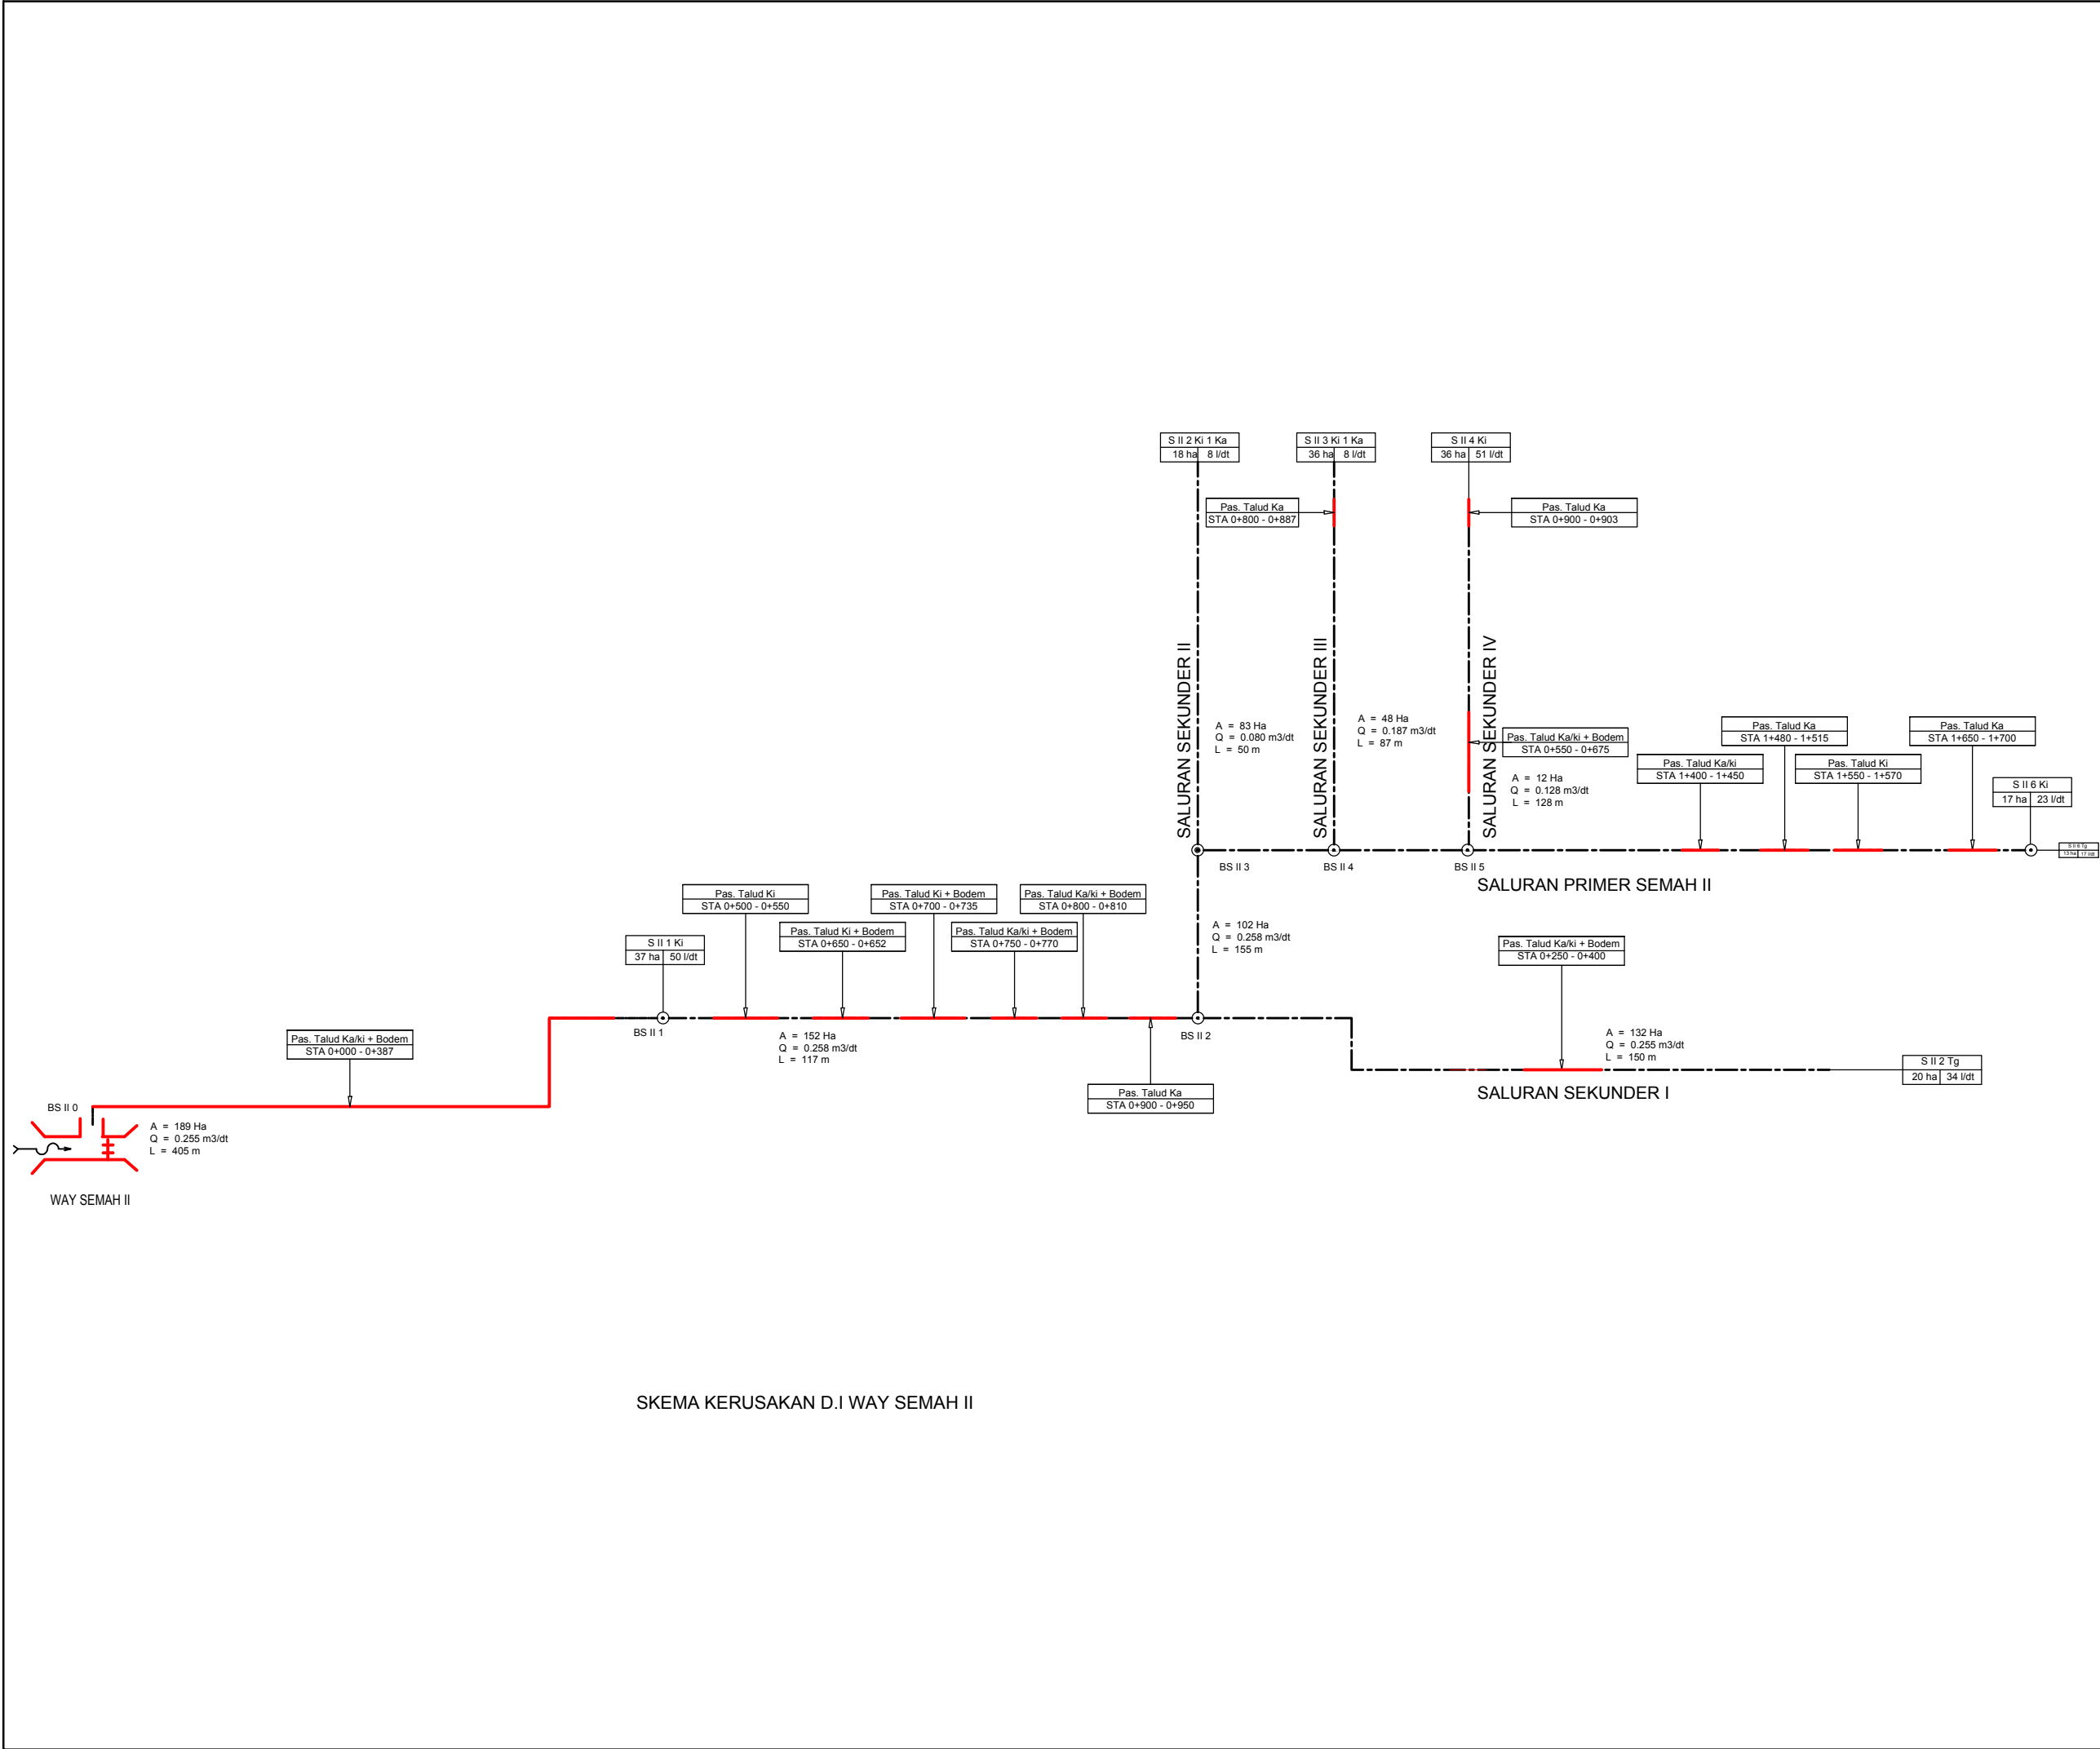 S II 2 Ki 1 Ka
18 ha 8 l/dt
S II 3 Ki 1 Ka
36 ha 8 l/dt
S II 4 Ki
36 ha 51 l/dt
Pas. Talud Ka
STA 0+800 - 0+887
Pas. Talud Ka
STA 0+900 - 0+903
SALURAN SEKUNDER II
SALURAN SEKUNDER III
SALURAN SEKUNDER IV
A = 83 Ha
Q = 0.080 m3/dt
L = 50 m
A = 48 Ha
Q = 0.187 m3/dt
L = 87 m
Pas. Talud Ka/ki + Bodem
STA 0+550 - 0+675
A = 12 Ha
Q = 0.128 m3/dt
L = 128 m
Pas. Talud Ka/ki
STA 1+400 - 1+450
Pas. Talud Ka
STA 1+480 - 1+515
Pas. Talud Ki
STA 1+550 - 1+570
Pas. Talud Ka
STA 1+650 - 1+700
S II 6 Ki
17 ha 23 l/dt
S II 6 Tg
13 ha 17 l/dt
BS II 3
BS II 4
BS II 5
SALURAN PRIMER SEMAH II
Pas. Talud Ki
STA 0+500 - 0+550
Pas. Talud Ki + Bodem
STA 0+650 - 0+652
Pas. Talud Ki + Bodem
STA 0+700 - 0+735
Pas. Talud Ka/ki + Bodem
STA 0+750 - 0+770
Pas. Talud Ka/ki + Bodem
STA 0+800 - 0+810
S II 1 Ki
37 ha 50 l/dt
A = 102 Ha
Q = 0.258 m3/dt
L = 155 m
Pas. Talud Ka/ki + Bodem
STA 0+250 - 0+400
BS II 1
A = 152 Ha
Q = 0.258 m3/dt
L = 117 m
BS II 2
A = 132 Ha
Q = 0.255 m3/dt
L = 150 m
S II 2 Tg
20 ha 34 l/dt
SALURAN SEKUNDER I
Pas. Talud Ka
STA 0+900 - 0+950
Pas. Talud Ka/ki + Bodem
STA 0+000 - 0+387
BS II 0
A = 189 Ha
Q = 0.255 m3/dt
L = 405 m
WAY SEMAH II
SKEMA KERUSAKAN D.I WAY SEMAH II